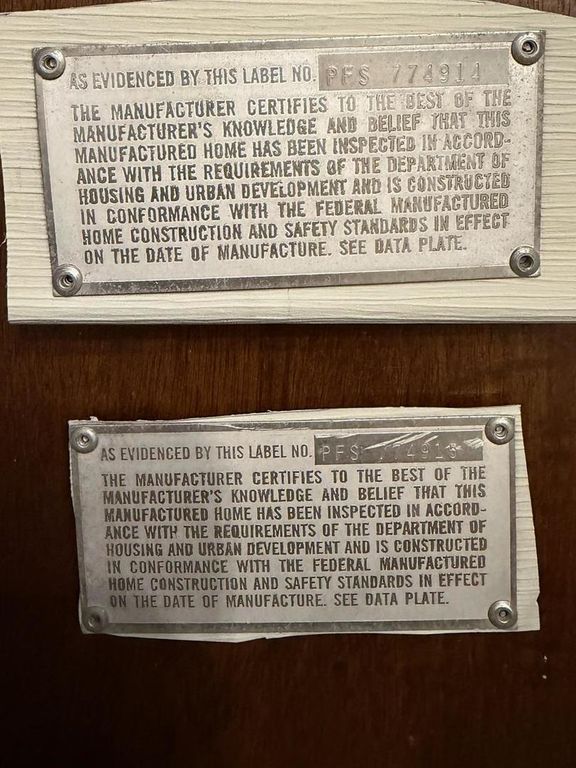 AS EVIDENCED BY THIS LABEL NO. PFS 774914
THE MANUFACTURER CERTIFIES TO THE BEST OF THE
MANUFACTURER'S KNOWLEDGE AND BELIEF THAT THIS
MANUFACTURED HOME HAS BEEN INSPECTED IN ACCORD-
ANCE WITH THE REQUIREMENTS OF THE DEPARTMENT OF
HOUSING AND URBAN DEVELOPMENT AND IS CONSTRUCTED
IN CONFORMANCE WITH THE FEDERAL MANUFACTURED
HOME CONSTRUCTION AND SAFETY STANDARDS IN EFFECT
ON THE DATE OF MANUFACTURE. SEE DATA PLATE.
AS EVIDENCED BY THIS LABEL NO. PFS
THE MANUFACTURER CERTIFIES TO THE BEST OF THE
MANUFACTURER'S KNOWLEDGE AND BELIEF THAT THIS
MANUFACTURED HOME HAS BEEN INSPECTED IN ACCORD-
ANCE WITH THE REQUIREMENTS OF THE DEPARTMENT OF
HOUSING AND URBAN DEVELOPMENT AND IS CONSTRUCTED
IN CONFORMANCE WITH THE FEDERAL MANUFACTURED
HOME CONSTRUCTION AND SAFETY STANDARDS IN EFFECT
ON THE DATE OF MANUFACTURE. SEE DATA PLATE.